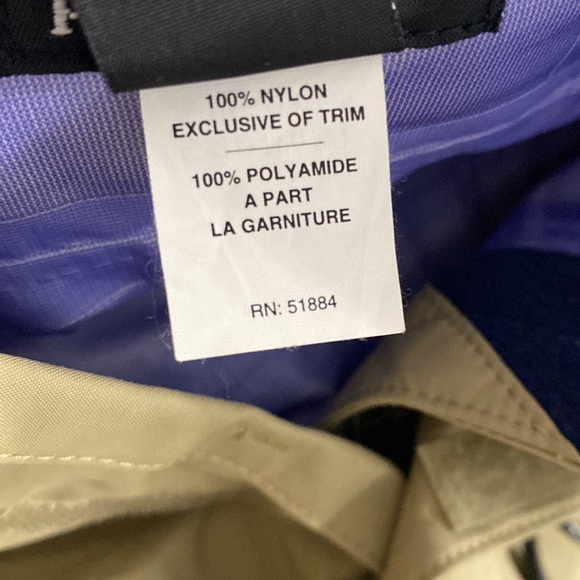 100% NYLON
EXCLUSIVE OF TRIM
100% POLYAMIDE
A PART
LA GARNITURE
RN: 51884